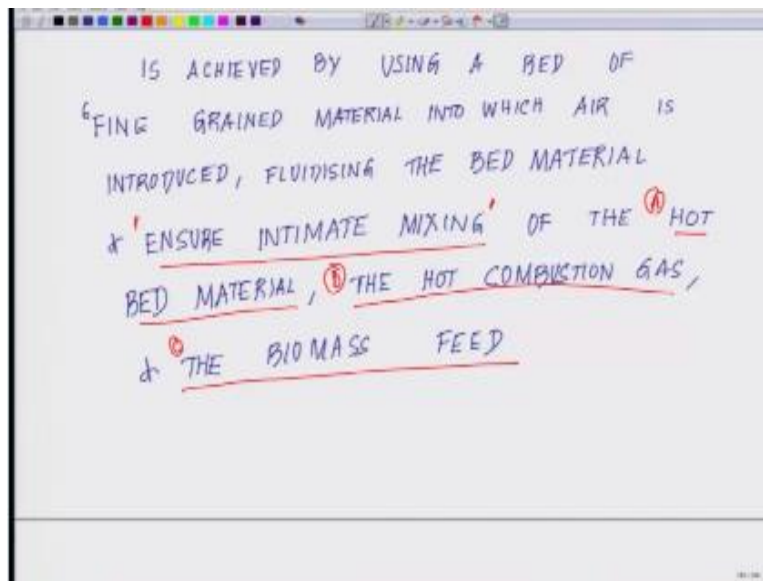 IS ACHIEVED BY USING A BED OF
FINE GRAINED MATERIAL INTO WHICH AIR IS
INTRODUCED, FLUIDISING THE BED MATERIAL
& 'ENSURE INTIMATE MIXING' OF THE Ⓐ HOT
BED MATERIAL, Ⓑ THE HOT COMBUSTION GAS,
& Ⓒ THE BIOMASS FEED